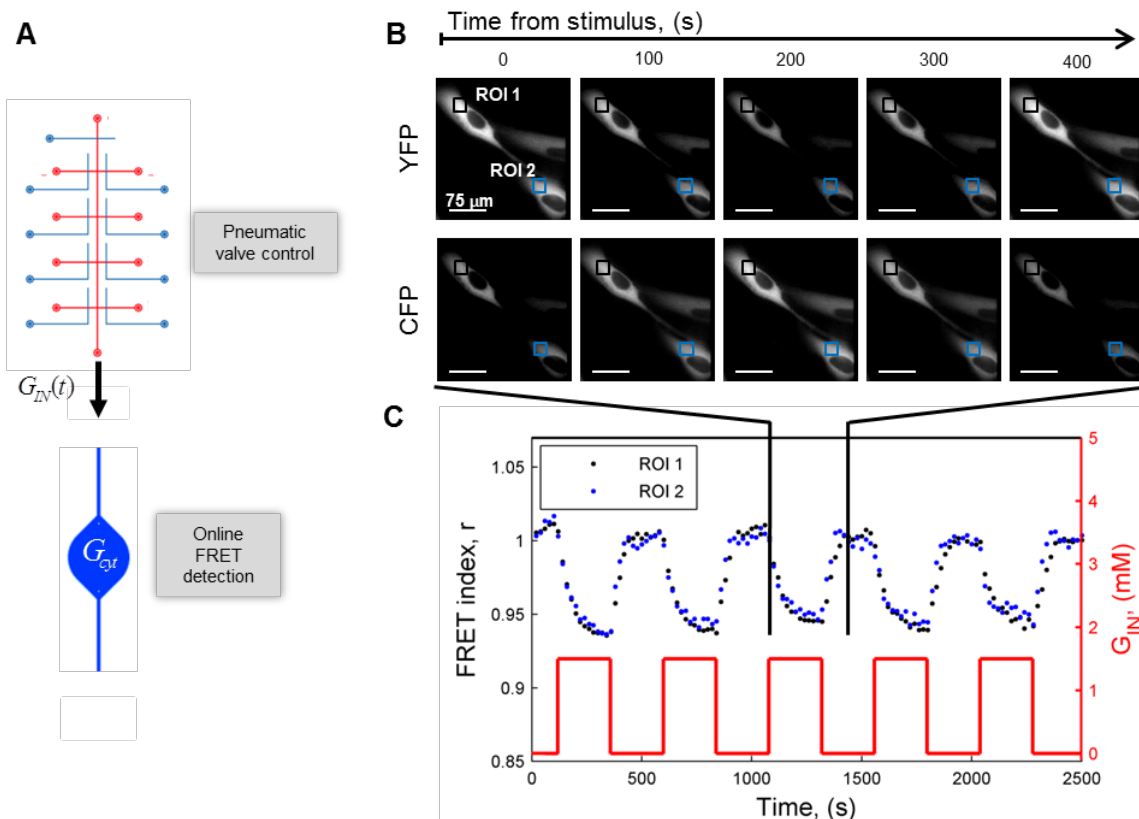 A
Pneumatic
valve control
G_IN(t)
G_cyt
Online
FRET
detection
B
Time from stimulus, (s)
0 100 200 300 400
YFP
ROI 1
ROI 2
75 µm
CFP
C
ROI 1
ROI 2
FRET index, r
1.05
1
0.95
0.9
0.85
G_IN, (mM)
5
4
3
2
1
0
0 500 1000 1500 2000 2500
Time, (s)